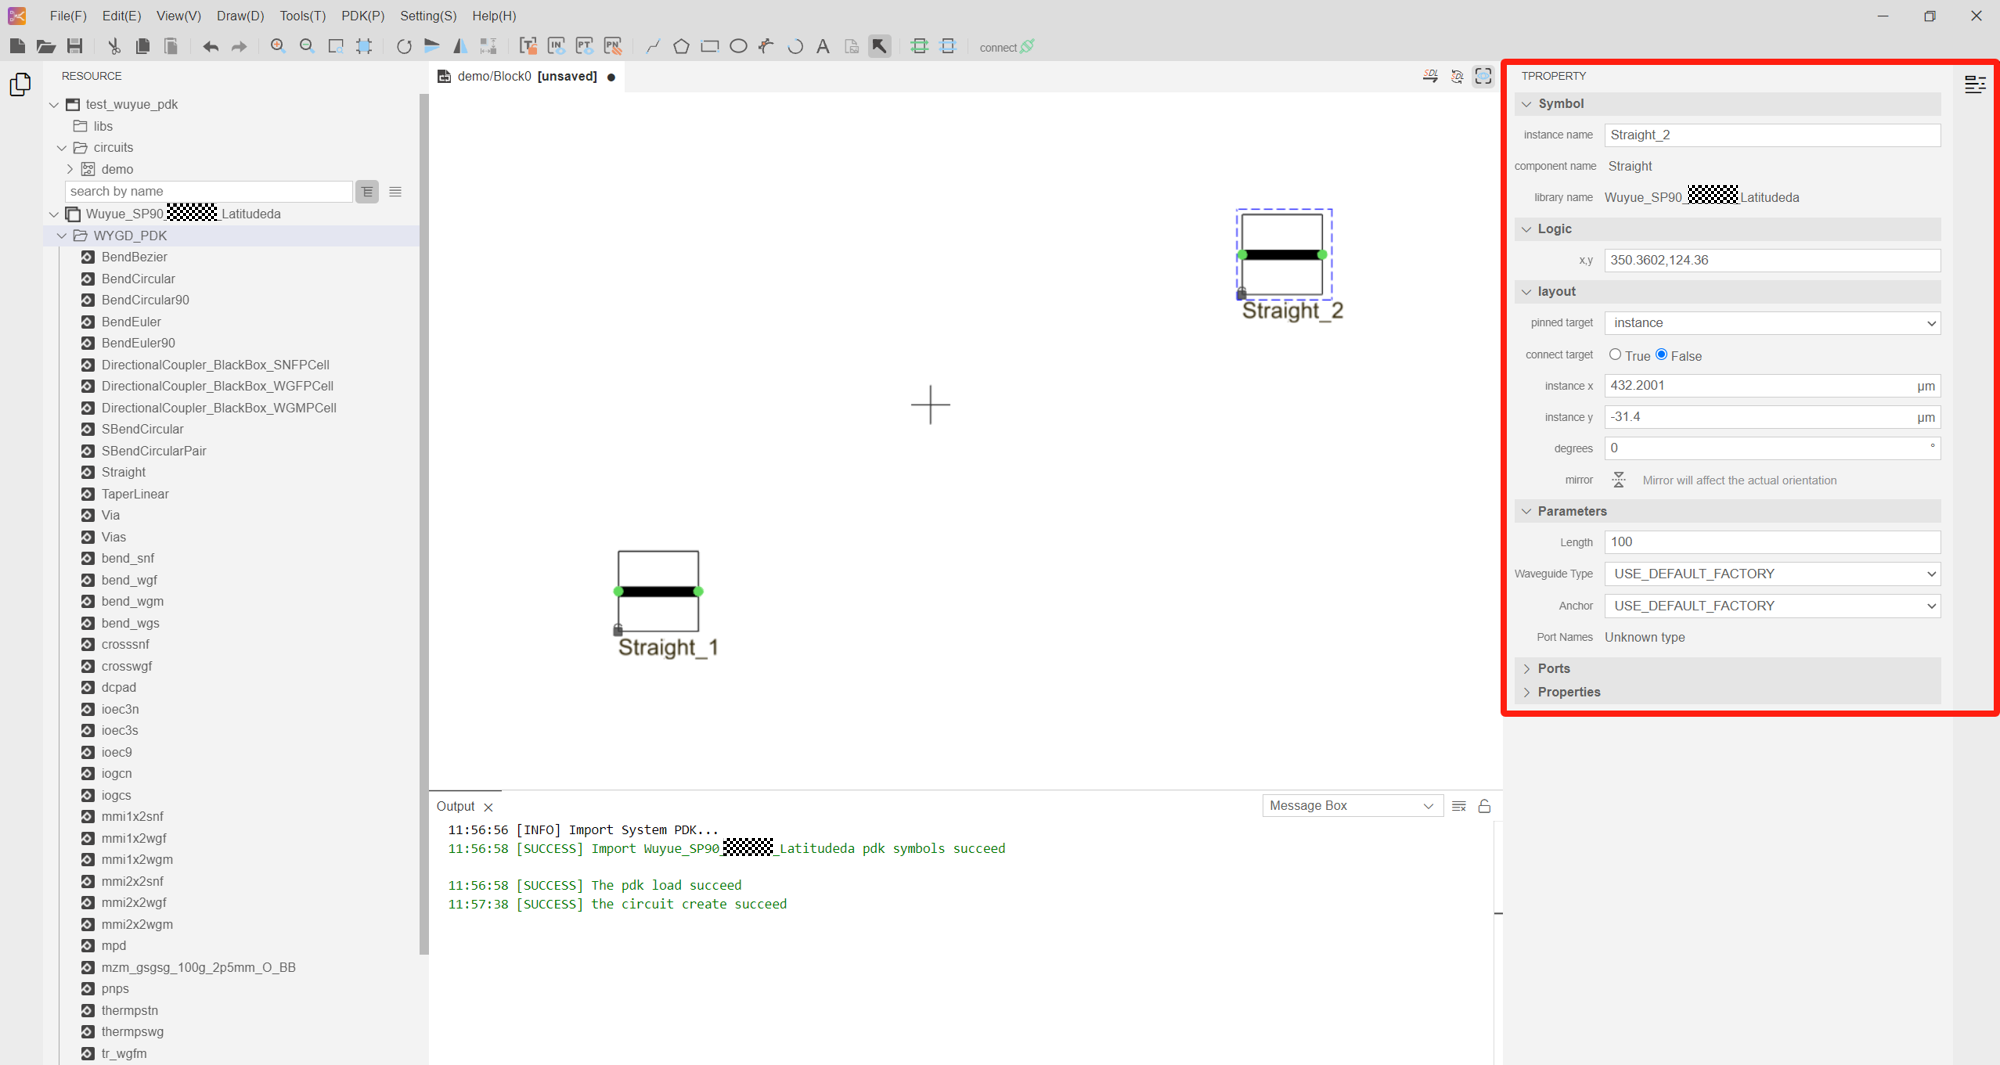 File(F) Edit(E) View(V) Draw(D) Tools(T) PDK(P) Setting(S) Help(H)
connect
RESOURCE
test_wuyue_pdk
libs
circuits
demo
search by name
Wuyue_SP90_ _Latitudeda
WYGD_PDK
BendBezier
BendCircular
BendCircular90
BendEuler
BendEuler90
DirectionalCoupler_BlackBox_SNFPCell
DirectionalCoupler_BlackBox_WGFPCell
DirectionalCoupler_BlackBox_WGMPCell
SBendCircular
SBendCircularPair
Straight
TaperLinear
Via
Vias
bend_snf
bend_wgf
bend_wgm
bend_wgs
crosssnf
crosswgf
dcpad
ioec3n
ioec3s
ioec9
iogcn
iogcs
mmi1x2snf
mmi1x2wgf
mmi1x2wgm
mmi2x2snf
mmi2x2wgf
mmi2x2wgm
mpd
mzm_gsgsg_100g_2p5mm_O_BB
pnps
thermpstn
thermpswg
tr_wgfm
demo/Block0 [unsaved] ●
SDL
Straight_2
Straight_1
Output
Message Box
11:56:56 [INFO] Import System PDK...
11:56:58 [SUCCESS] Import Wuyue_SP90_ _Latitudeda pdk symbols succeed
11:56:58 [SUCCESS] The pdk load succeed
11:57:38 [SUCCESS] the circuit create succeed
TPROPERTY
Symbol
instance name Straight_2
component name Straight
library name Wuyue_SP90_ _Latitudeda
Logic
x,y 350.3602,124.36
layout
pinned target instance
connect target True False
instance x 432.2001 μm
instance y -31.4 μm
degrees 0 °
mirror Mirror will affect the actual orientation
Parameters
Length 100
Waveguide Type USE_DEFAULT_FACTORY
Anchor USE_DEFAULT_FACTORY
Port Names Unknown type
Ports
Properties